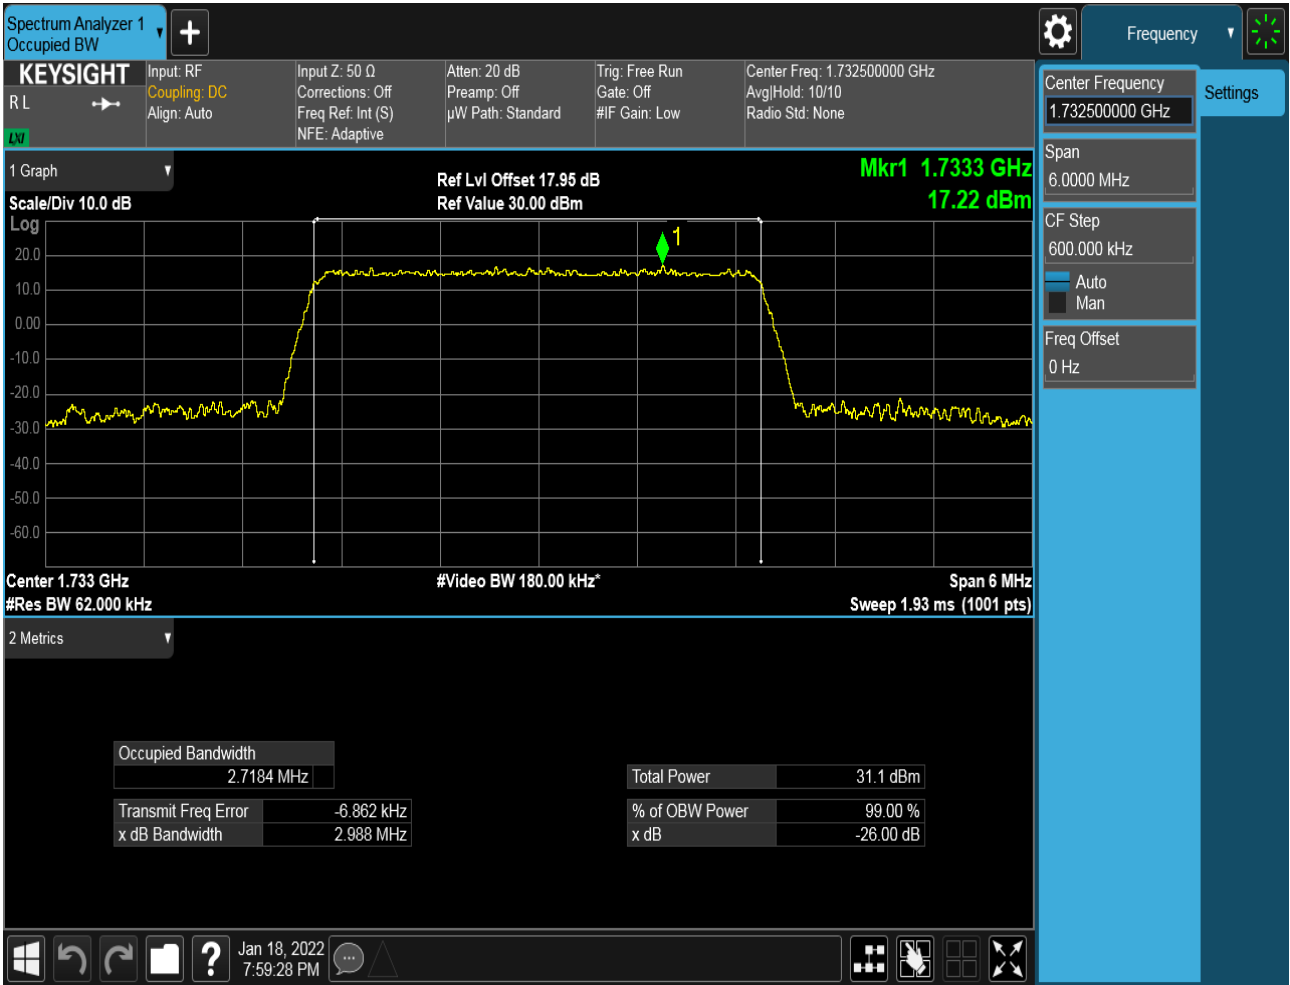 Spectrum Analyzer 1
Occupied BW
Frequency
KEYSIGHT
R L
LXI
Input: RF
Coupling: DC
Align: Auto
Input Z: 50 Ω
Corrections: Off
Freq Ref: Int (S)
NFE: Adaptive
Atten: 20 dB
Preamp: Off
µW Path: Standard
Trig: Free Run
Gate: Off
#IF Gain: Low
Center Freq: 1.732500000 GHz
Avg|Hold: 10/10
Radio Std: None
Center Frequency
1.732500000 GHz
Settings
Span
6.0000 MHz
CF Step
600.000 kHz
Auto
Man
Freq Offset
0 Hz
1 Graph
Scale/Div 10.0 dB
Ref Lvl Offset 17.95 dB
Ref Value 30.00 dBm
Mkr1 1.7333 GHz
17.22 dBm
Log
1
20.0
10.0
0.00
-10.0
-20.0
-30.0
-40.0
-50.0
-60.0
Center 1.733 GHz
#Video BW 180.00 kHz*
Span 6 MHz
#Res BW 62.000 kHz
Sweep 1.93 ms (1001 pts)
2 Metrics
Occupied Bandwidth
2.7184 MHz
Total Power 31.1 dBm
Transmit Freq Error -6.862 kHz
% of OBW Power 99.00 %
x dB Bandwidth 2.988 MHz
x dB -26.00 dB
?
Jan 18, 2022
7:59:28 PM